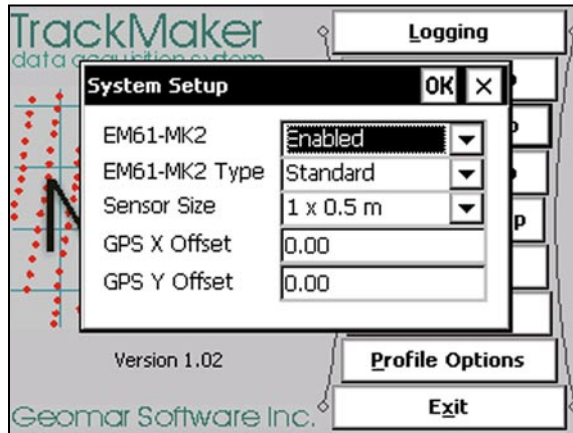 TrackMaker
data acquisition system
Logging
System Setup
OK
EM61-MK2
Enabled
EM61-MK2 Type
Standard
Sensor Size
1 x 0.5 m
GPS X Offset
0.00
GPS Y Offset
0.00
p
Version 1.02
Profile Options
Geomar Software Inc.
Exit